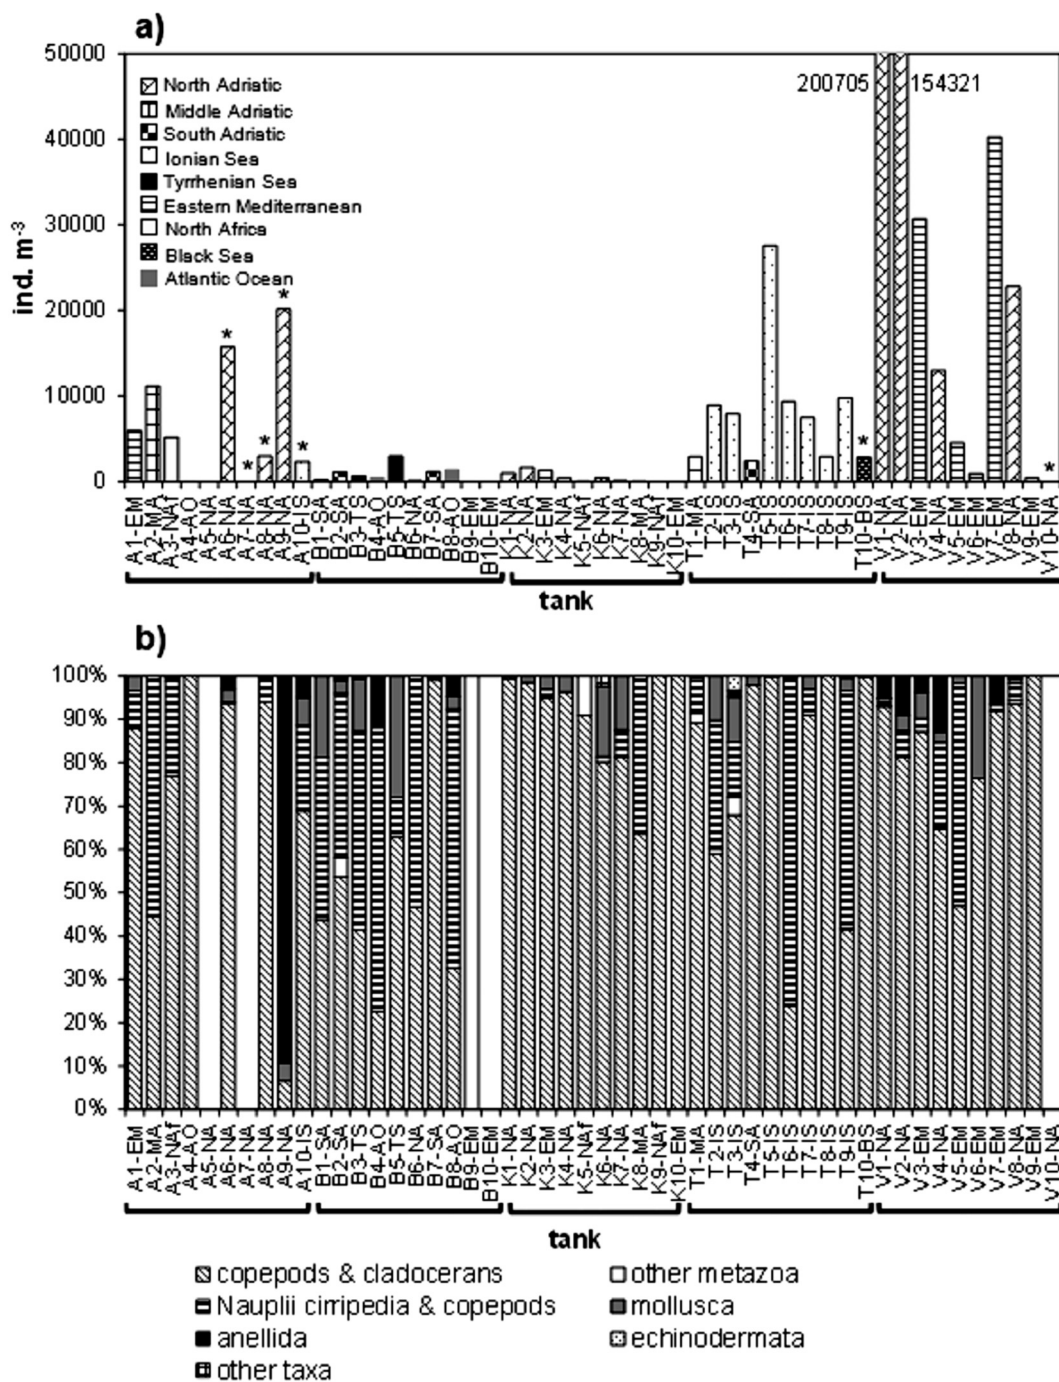 a)
50000
40000
30000
20000
10000
0
ind. m-3
North Adriatic
Middle Adriatic
South Adriatic
Ionian Sea
Tyrrhenian Sea
Eastern Mediterranean
North Africa
Black Sea
Atlantic Ocean
200705
154321
*
*
*
*
*
*
*
A1-EM
A2-MA
A3-NAf
A4-AO
A5-NA
A6-NA
A7-NA
A8-NA
A9-NA
A10-IS
B1-SA
B2-SA
B3-TS
B4-AO
B5-TS
B6-NA
B7-SA
B8-AO
B9-EM
B10-EM
K1-NA
K2-NA
K3-EM
K4-NA
K5-NAf
K6-NA
K7-NA
K8-MA
K9-NAf
K10-EM
T1-MA
T2-IS
T3-IS
T4-SA
T5-IS
T6-IS
T7-IS
T8-IS
T9-IS
T10-BS
V1-NA
V2-NA
V3-EM
V4-NA
V5-EM
V6-EM
V7-EM
V8-NA
V9-EM
V10-NA
tank
b)
100%
90%
80%
70%
60%
50%
40%
30%
20%
10%
0%
A1-EM
A2-MA
A3-NAf
A4-AO
A5-NA
A6-NA
A7-NA
A8-NA
A9-NA
A10-IS
B1-SA
B2-SA
B3-TS
B4-AO
B5-TS
B6-NA
B7-SA
B8-AO
B9-EM
B10-EM
K1-NA
K2-NA
K3-EM
K4-NA
K5-NAf
K6-NA
K7-NA
K8-MA
K9-NAf
K10-EM
T1-MA
T2-IS
T3-IS
T4-SA
T5-IS
T6-IS
T7-IS
T8-IS
T9-IS
T10-BS
V1-NA
V2-NA
V3-EM
V4-NA
V5-EM
V6-EM
V7-EM
V8-NA
V10-NA
tank
copepods & cladocerans
other metazoa
Nauplii cirripedia & copepods
mollusca
anellida
echinodermata
other taxa